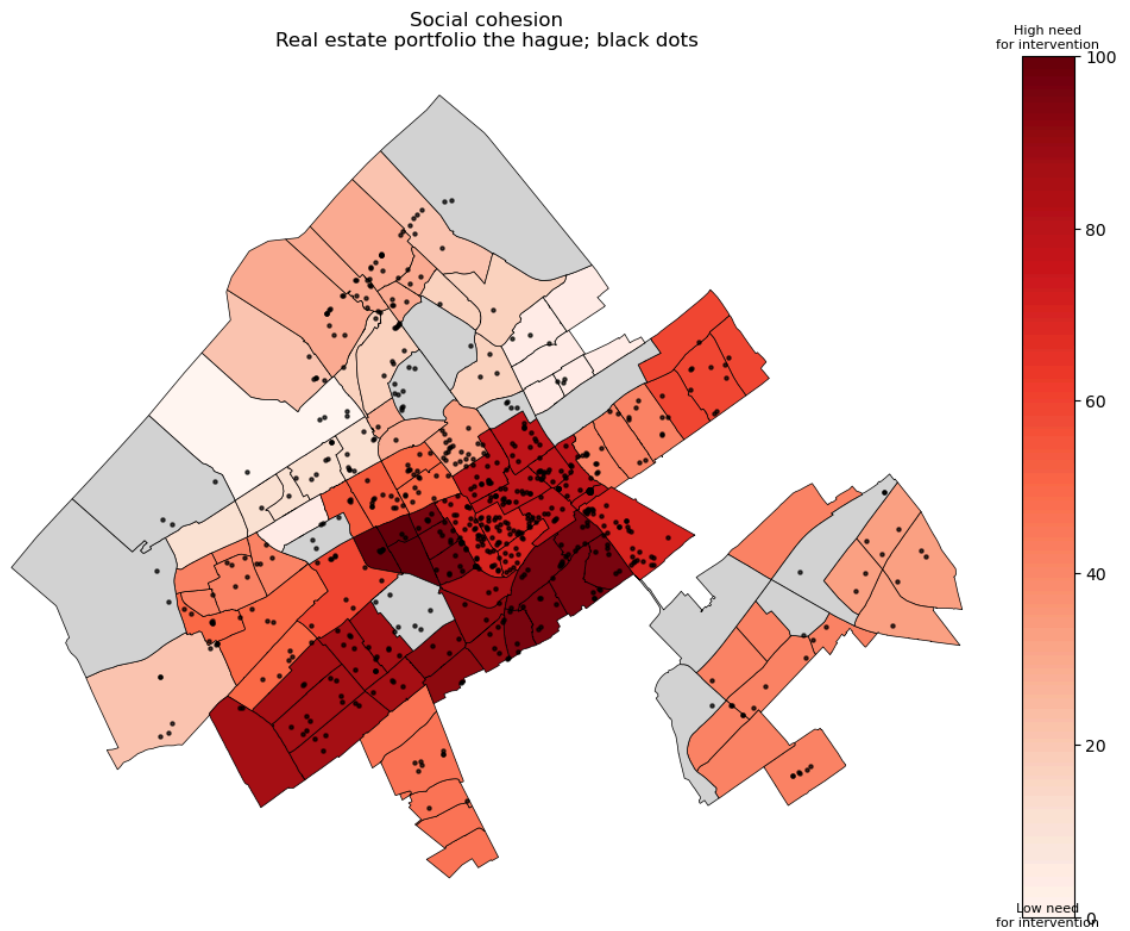 Social cohesion
Real estate portfolio the hague; black dots
High need
for intervention
100
80
60
40
20
0
Low need
for intervention